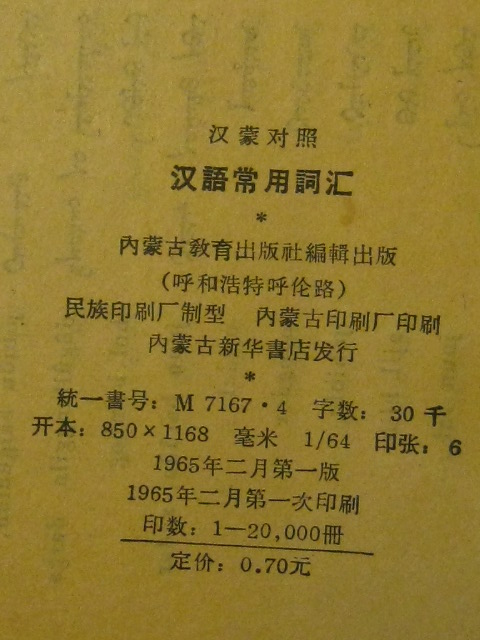 汉蒙对照
汉語常用詞汇
*
內蒙古敎育出版社編輯出版
(呼和浩特呼伦路)
民族印刷厂制型 內蒙古印刷厂印刷
內蒙古新华書店发行
*
統一書号：M 7167·4 字数：30千
开本：850×1168 毫米 1/64 印张：6
1965年二月第一版
1965年二月第一次印刷
印数：1—20,000冊
定价：0.70元